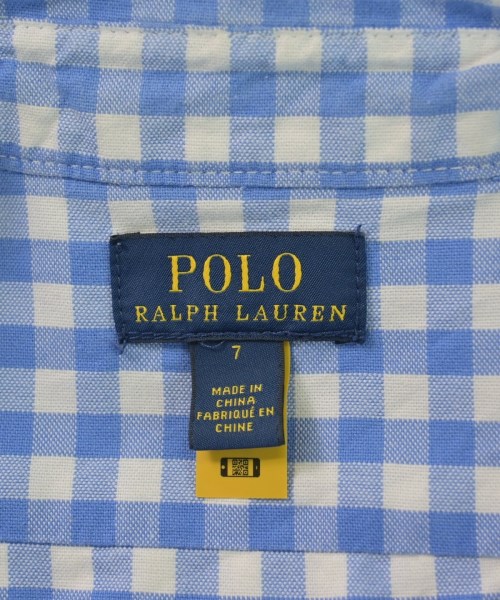 POLO
RALPH LAUREN
7
MADE IN
CHINA
FABRIQUÉ EN
CHINE